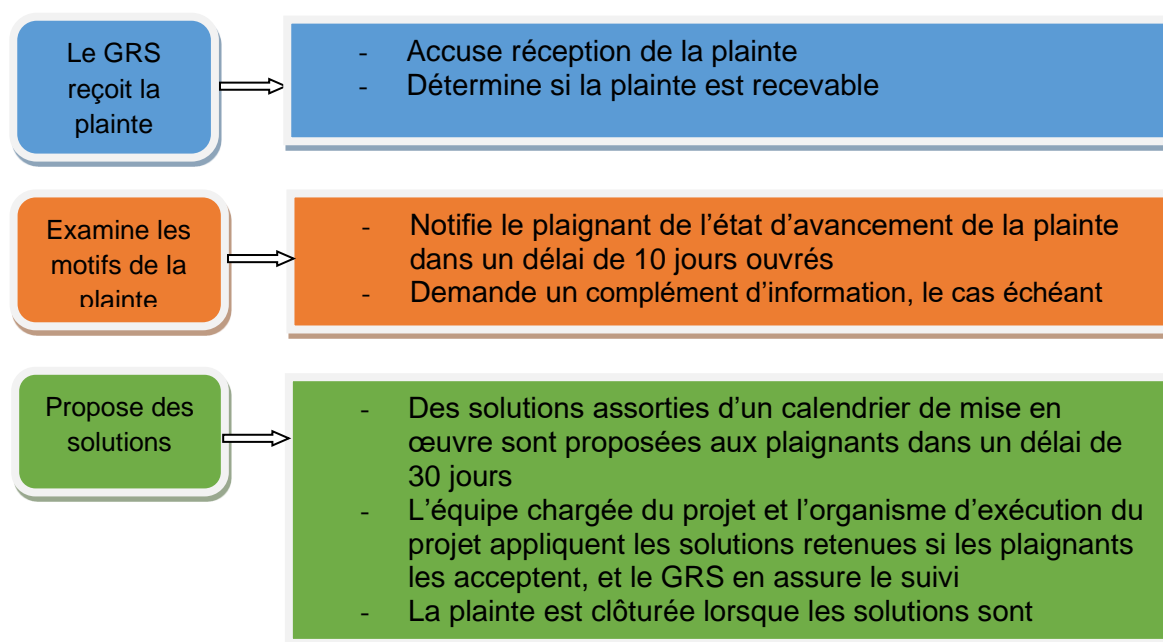 Le GRS
reçoit la
plainte
- Accuse réception de la plainte
- Détermine si la plainte est recevable
Examine les
motifs de la
plainte
- Notifie le plaignant de l’état d’avancement de la plainte
dans un délai de 10 jours ouvrés
- Demande un complément d’information, le cas échéant
Propose des
solutions
- Des solutions assorties d’un calendrier de mise en
œuvre sont proposées aux plaignants dans un délai de
30 jours
- L’équipe chargée du projet et l’organisme d’exécution du
projet appliquent les solutions retenues si les plaignants
les acceptent, et le GRS en assure le suivi
- La plainte est clôturée lorsque les solutions sont